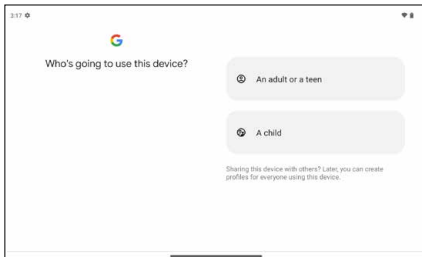 3:17
Who's going to use this device?
An adult or a teen
A child
Sharing this device with others? Later, you can create
profiles for everyone using this device.